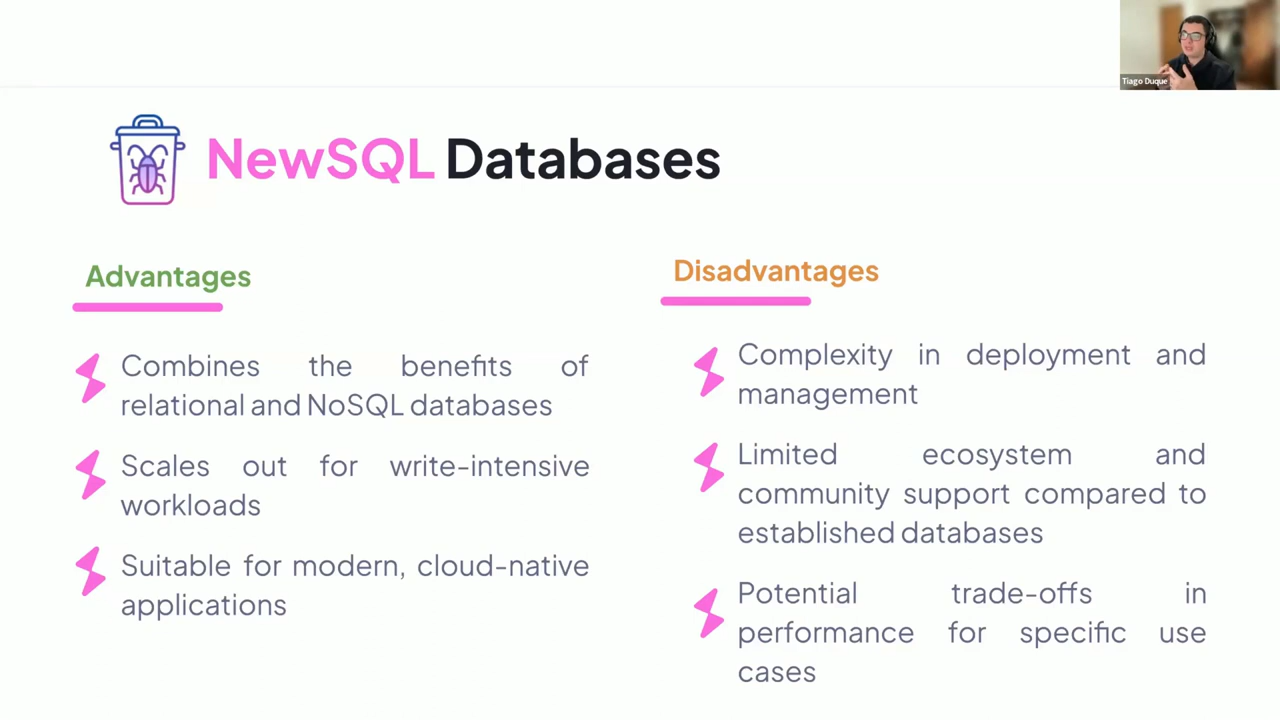 Tiago Duque
NewSQL Databases
Advantages
Combines the benefits of
relational and NoSQL databases
Scales out for write-intensive
workloads
Suitable for modern, cloud-native
applications
Disadvantages
Complexity in deployment and
management
Limited ecosystem and
community support compared to
established databases
Potential trade-offs in
performance for specific use
cases